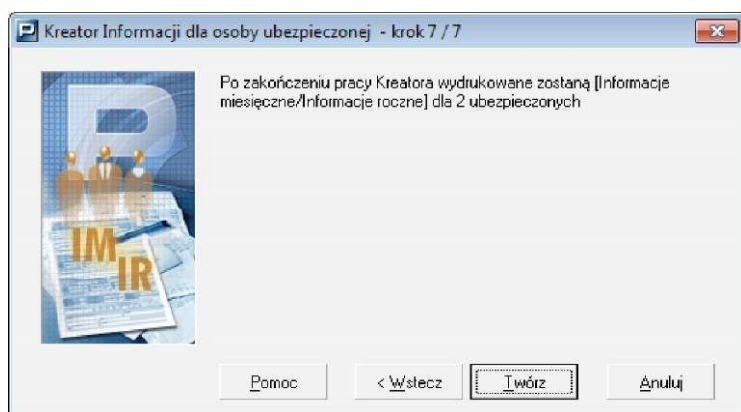 Kreator Informacji dla osoby ubezpieczonej - krok 7 / 7
Po zakończeniu pracy Kreatora wydrukowane zostaną [Informacje
miesięczne/Informacje roczne] dla 2 ubezpieczonych
P
IM
IR
Pomoc
< Wstecz
Twórz
Anuluj